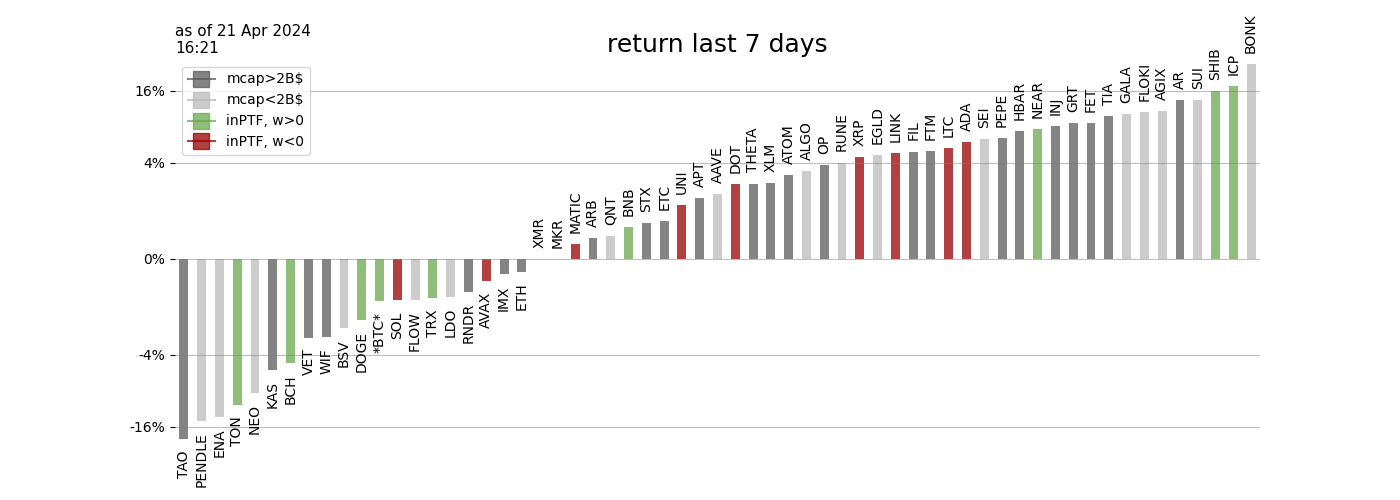 as of 21 Apr 2024
16:21
return last 7 days
mcap>2B$
mcap<2B$
inPTF, w>0
inPTF, w<0
16%
4%
0%
-4%
-16%
TAO
PENDLE
ENA
TON
NEO
KAS
BCH
VET
WIF
BSV
DOGE
*BTC*
SOL
FLOW
TRX
LDO
RNDR
AVAX
IMX
ETH
XMR
MKR
MATIC
ARB
QNT
BNB
STX
ETC
UNI
APT
AAVE
DOT
THETA
XLM
ATOM
ALGO
OP
RUNE
XRP
EGLD
LINK
FIL
FTM
LTC
ADA
SEI
PEPE
HBAR
NEAR
INJ
GRT
FET
TIA
GALA
FLOKI
AGIX
AR
SUI
SHIB
ICP
BONK